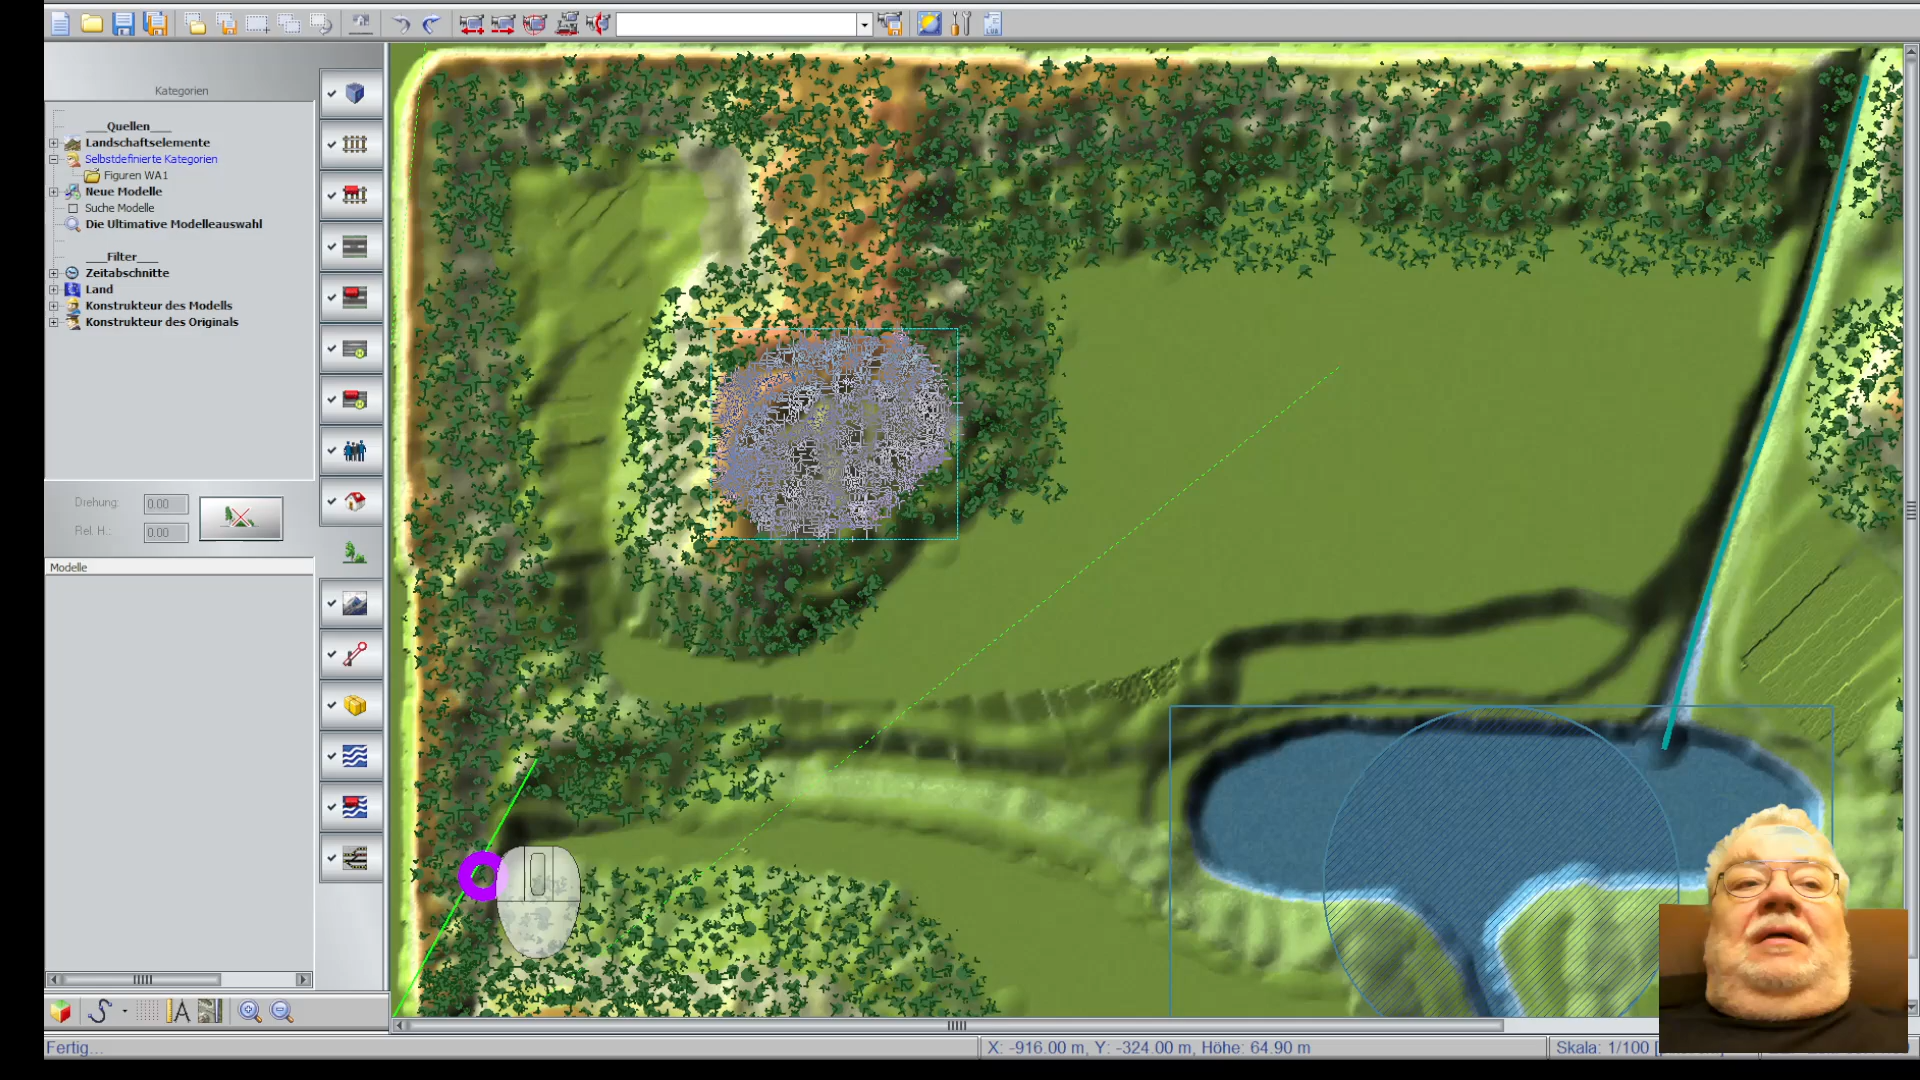 Kategorien
___Quellen___
Landschaftselemente
Selbstdefinierte Kategorien
Figuren WA1
Neue Modelle
Suche Modelle
Die Ultimative Modelleauswahl
___Filter___
Zeitabschnitte
Land
Konstrukteur des Modells
Konstrukteur des Originals
Drehung: 0.00
Rel. H.: 0.00
Modelle
Fertig...
X: -916.00 m, Y: -324.00 m, Höhe: 64.90 m
Skala: 1/100